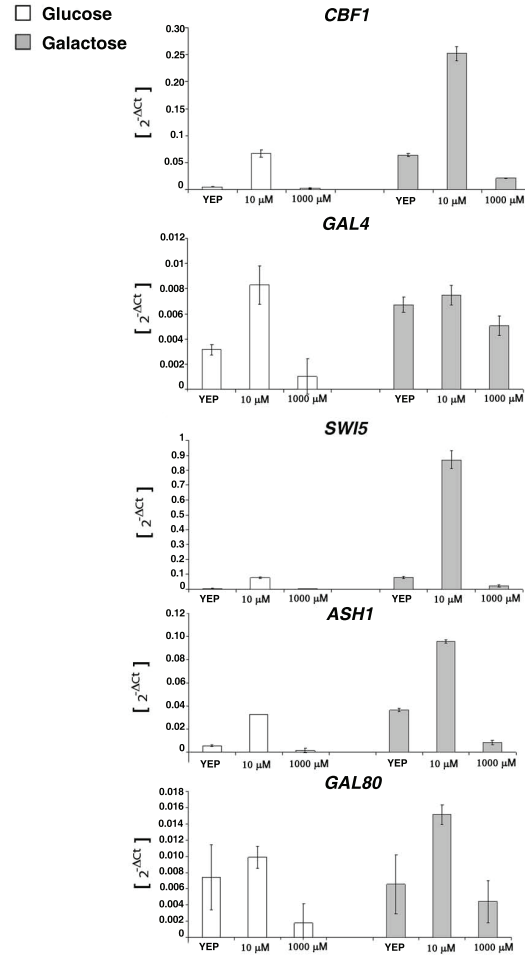 Glucose
Galactose
CBF1
[ 2-ΔCt ]
0.30
0.25
0.20
0.15
0.1
0.05
0
YEP 10 µM 1000 µM YEP 10 µM 1000 µM
GAL4
[ 2-ΔCt ]
0.012
0.01
0.008
0.006
0.004
0.002
0
YEP 10 µM 1000 µM YEP 10 µM 1000 µM
SWI5
[ 2-ΔCt ]
1
0.9
0.8
0.7
0.6
0.5
0.4
0.3
0.2
0.1
0
YEP 10 µM 1000 µM YEP 10 µM 1000 µM
ASH1
[ 2-ΔCt ]
0.12
0.10
0.08
0.06
0.04
0.02
0
YEP 10 µM 1000 µM YEP 10 µM 1000 µM
GAL80
[ 2-ΔCt ]
0.018
0.016
0.014
0.012
0.010
0.008
0.006
0.004
0.002
0
YEP 10 µM 1000 µM YEP 10 µM 1000 µM